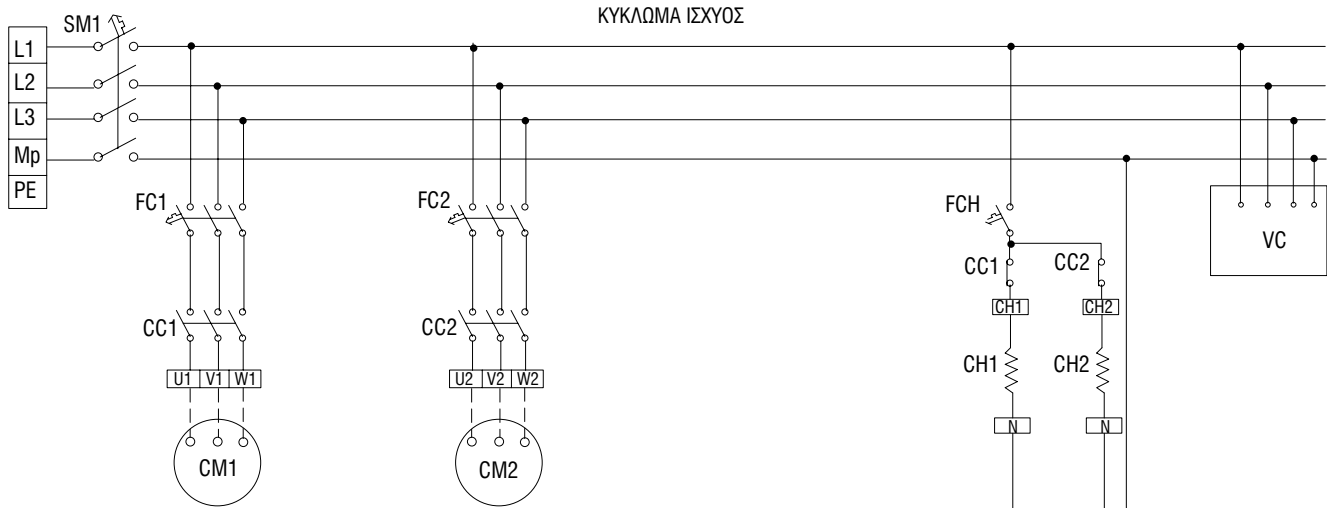 ΚΥΚΛΩΜΑ ΙΣΧΥΟΣ
SM1
L1
L2
L3
Mp
PE
FC1
FC2
FCH
VC
CC1
CC2
CC1
CC2
CH1
CH2
CH1
CH2
U1 V1 W1
U2 V2 W2
N
N
CM1
CM2